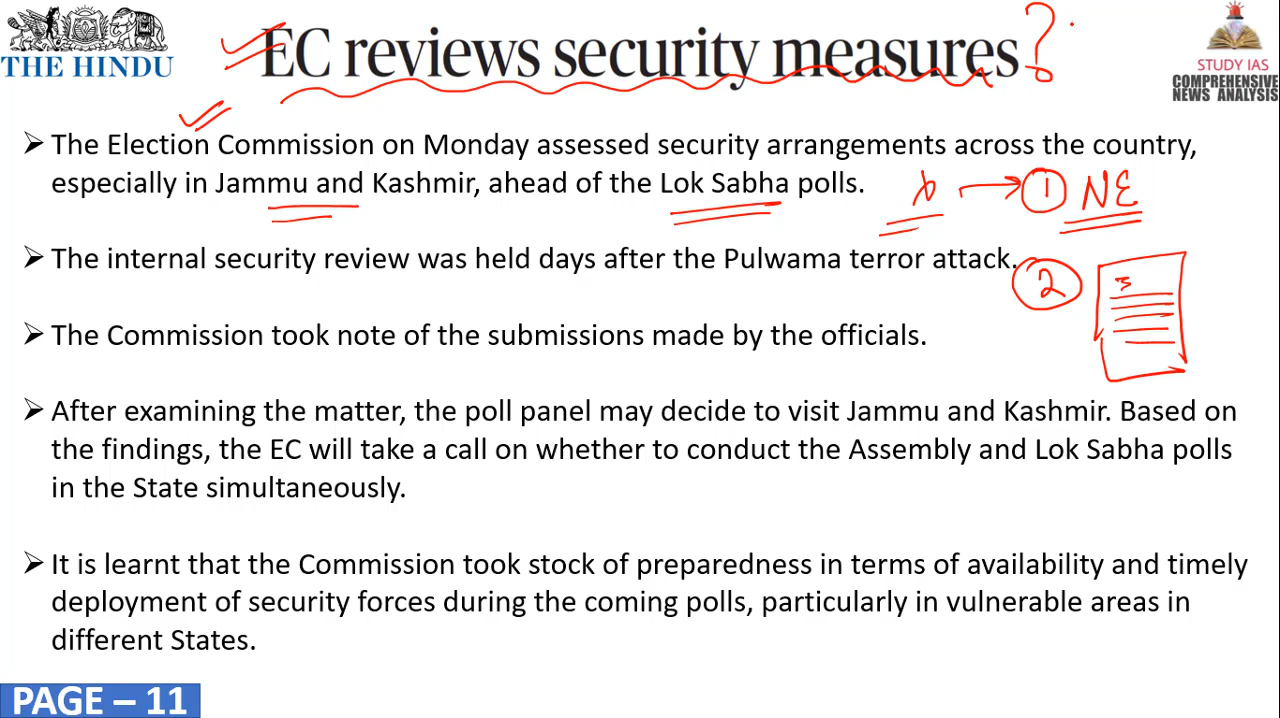 THE HINDU
EC reviews security measures ?
STUDY IAS
COMPREHENSIVE
NEWS ANALYSIS
➢ The Election Commission on Monday assessed security arrangements across the country,
especially in Jammu and Kashmir, ahead of the Lok Sabha polls.
1 NE
➢ The internal security review was held days after the Pulwama terror attack.
2
➢ The Commission took note of the submissions made by the officials.
➢ After examining the matter, the poll panel may decide to visit Jammu and Kashmir. Based on
the findings, the EC will take a call on whether to conduct the Assembly and Lok Sabha polls
in the State simultaneously.
➢ It is learnt that the Commission took stock of preparedness in terms of availability and timely
deployment of security forces during the coming polls, particularly in vulnerable areas in
different States.
PAGE – 11